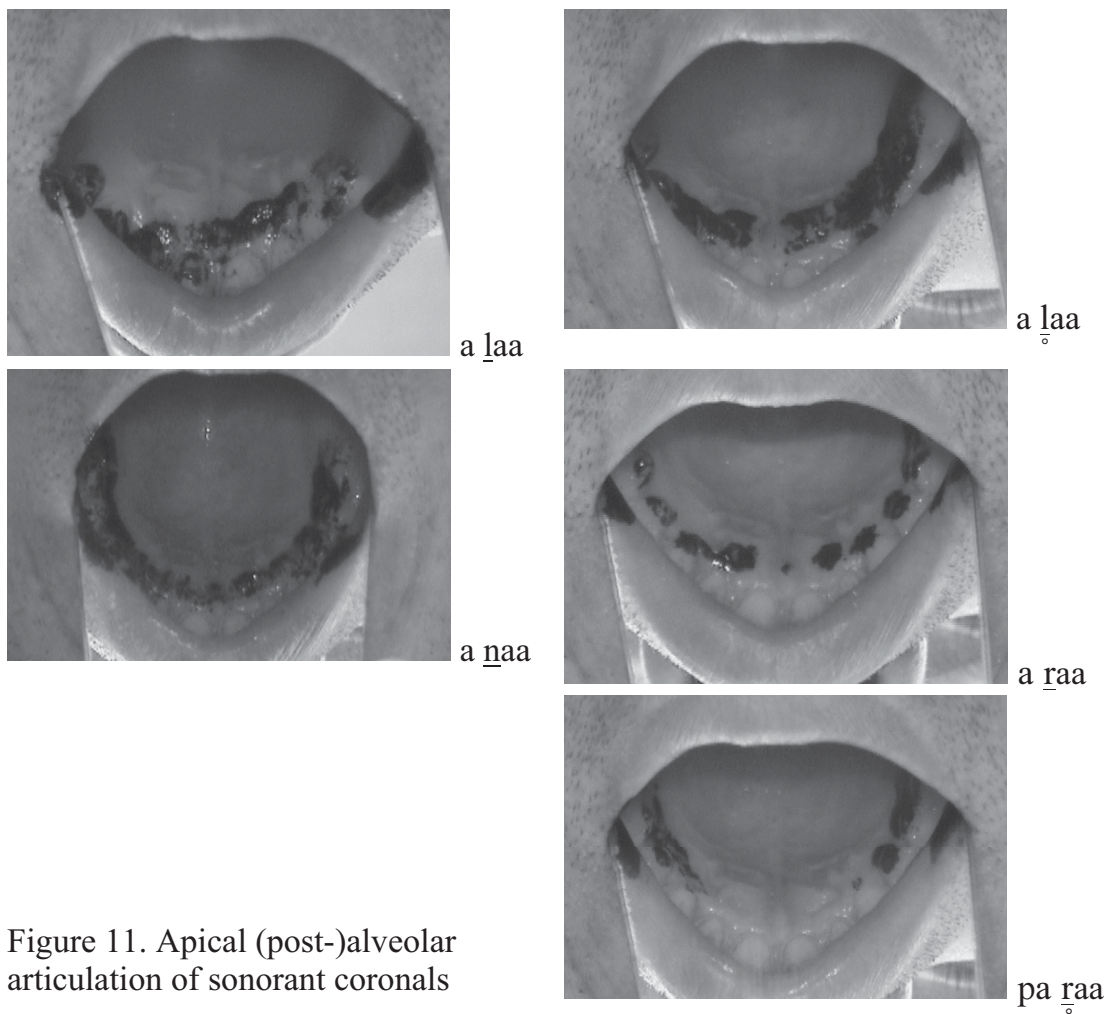 a ḻaa
a ḻ̥aa
a ṉaa
a ṟaa
pa ṟ̥aa
Figure 11. Apical (post-)alveolar
articulation of sonorant coronals